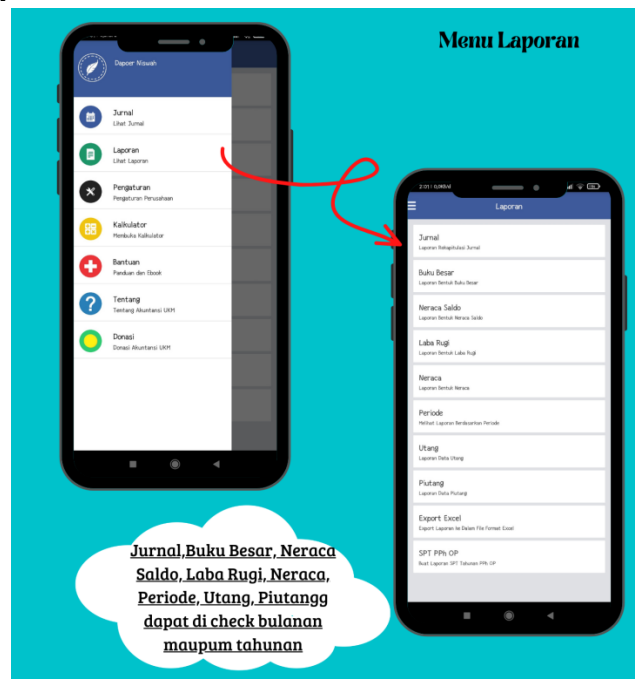 Menu Laporan
Dapoer Niswah
Jurnal
Lihat Jurnal
Laporan
Lihat Laporan
Pengaturan
Pengaturan Perusahaan
Kalkulator
Membuka Kalkulator
Bantuan
Panduan dan Ebook
Tentang
Tentang Akuntansi UKM
Donasi
Donasi Akuntansi UKM
Laporan
Jurnal
Laporan Rekapitulasi Jurnal
Buku Besar
Laporan Bentuk Buku Besar
Neraca Saldo
Laporan Bentuk Neraca Saldo
Laba Rugi
Laporan Bentuk Laba Rugi
Neraca
Laporan Bentuk Neraca
Periode
Melihat Laporan Berdasarkan Periode
Utang
Laporan Data Utang
Piutang
Laporan Data Piutang
Export Excel
Export Laporan ke Dalam File Format Excel
SPT PPh OP
Buat Laporan SPT Tahunan PPh OP
Jurnal,Buku Besar, Neraca
Saldo, Laba Rugi, Neraca,
Periode, Utang, Piutangg
dapat di check bulanan
maupum tahunan